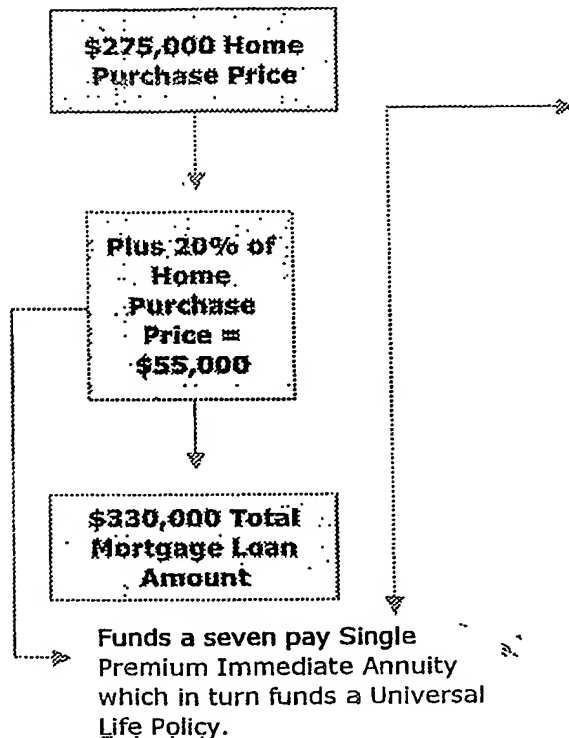 $275,000 Home
Purchase Price
Plus 20% of
Home
Purchase
Price =
$55,000
$330,000 Total
Mortgage Loan
Amount
Funds a seven pay Single
Premium Immediate Annuity
which in turn funds a Universal
Life Policy.